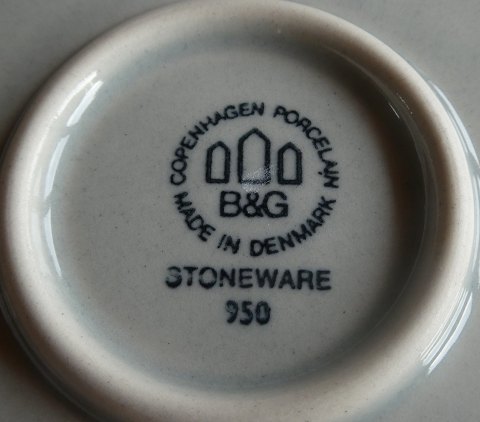 COPENHAGEN PORCELAIN
B&G
MADE IN DENMARK
STONEWARE
950